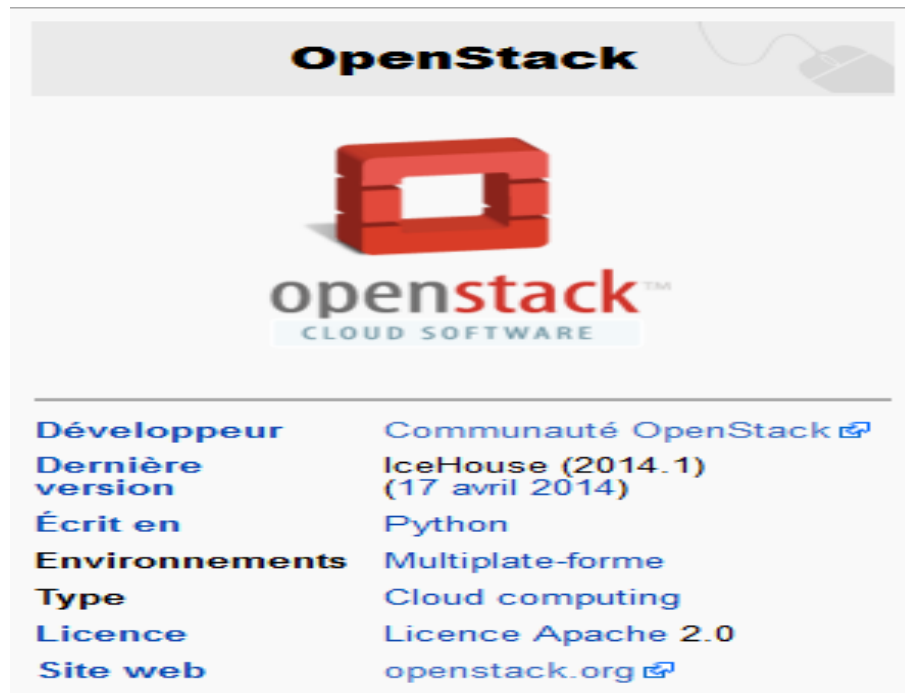 OpenStack
openstack™
CLOUD SOFTWARE
Développeur Communauté OpenStack
Dernière version IceHouse (2014.1)
(17 avril 2014)
Écrit en Python
Environnements Multiplate-forme
Type Cloud computing
Licence Licence Apache 2.0
Site web openstack.org